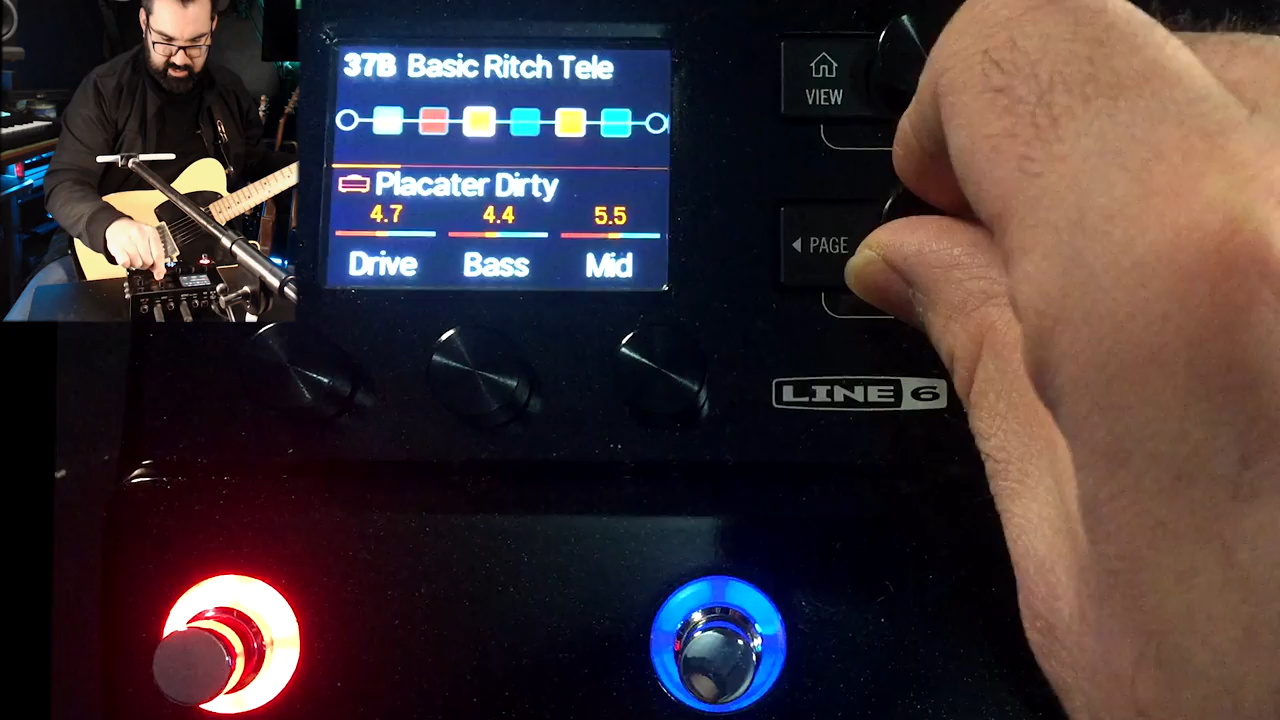 37B Basic Ritch Tele
Placater Dirty
4.7 4.4 5.5
Drive Bass Mid
VIEW
PAGE
LINE 6